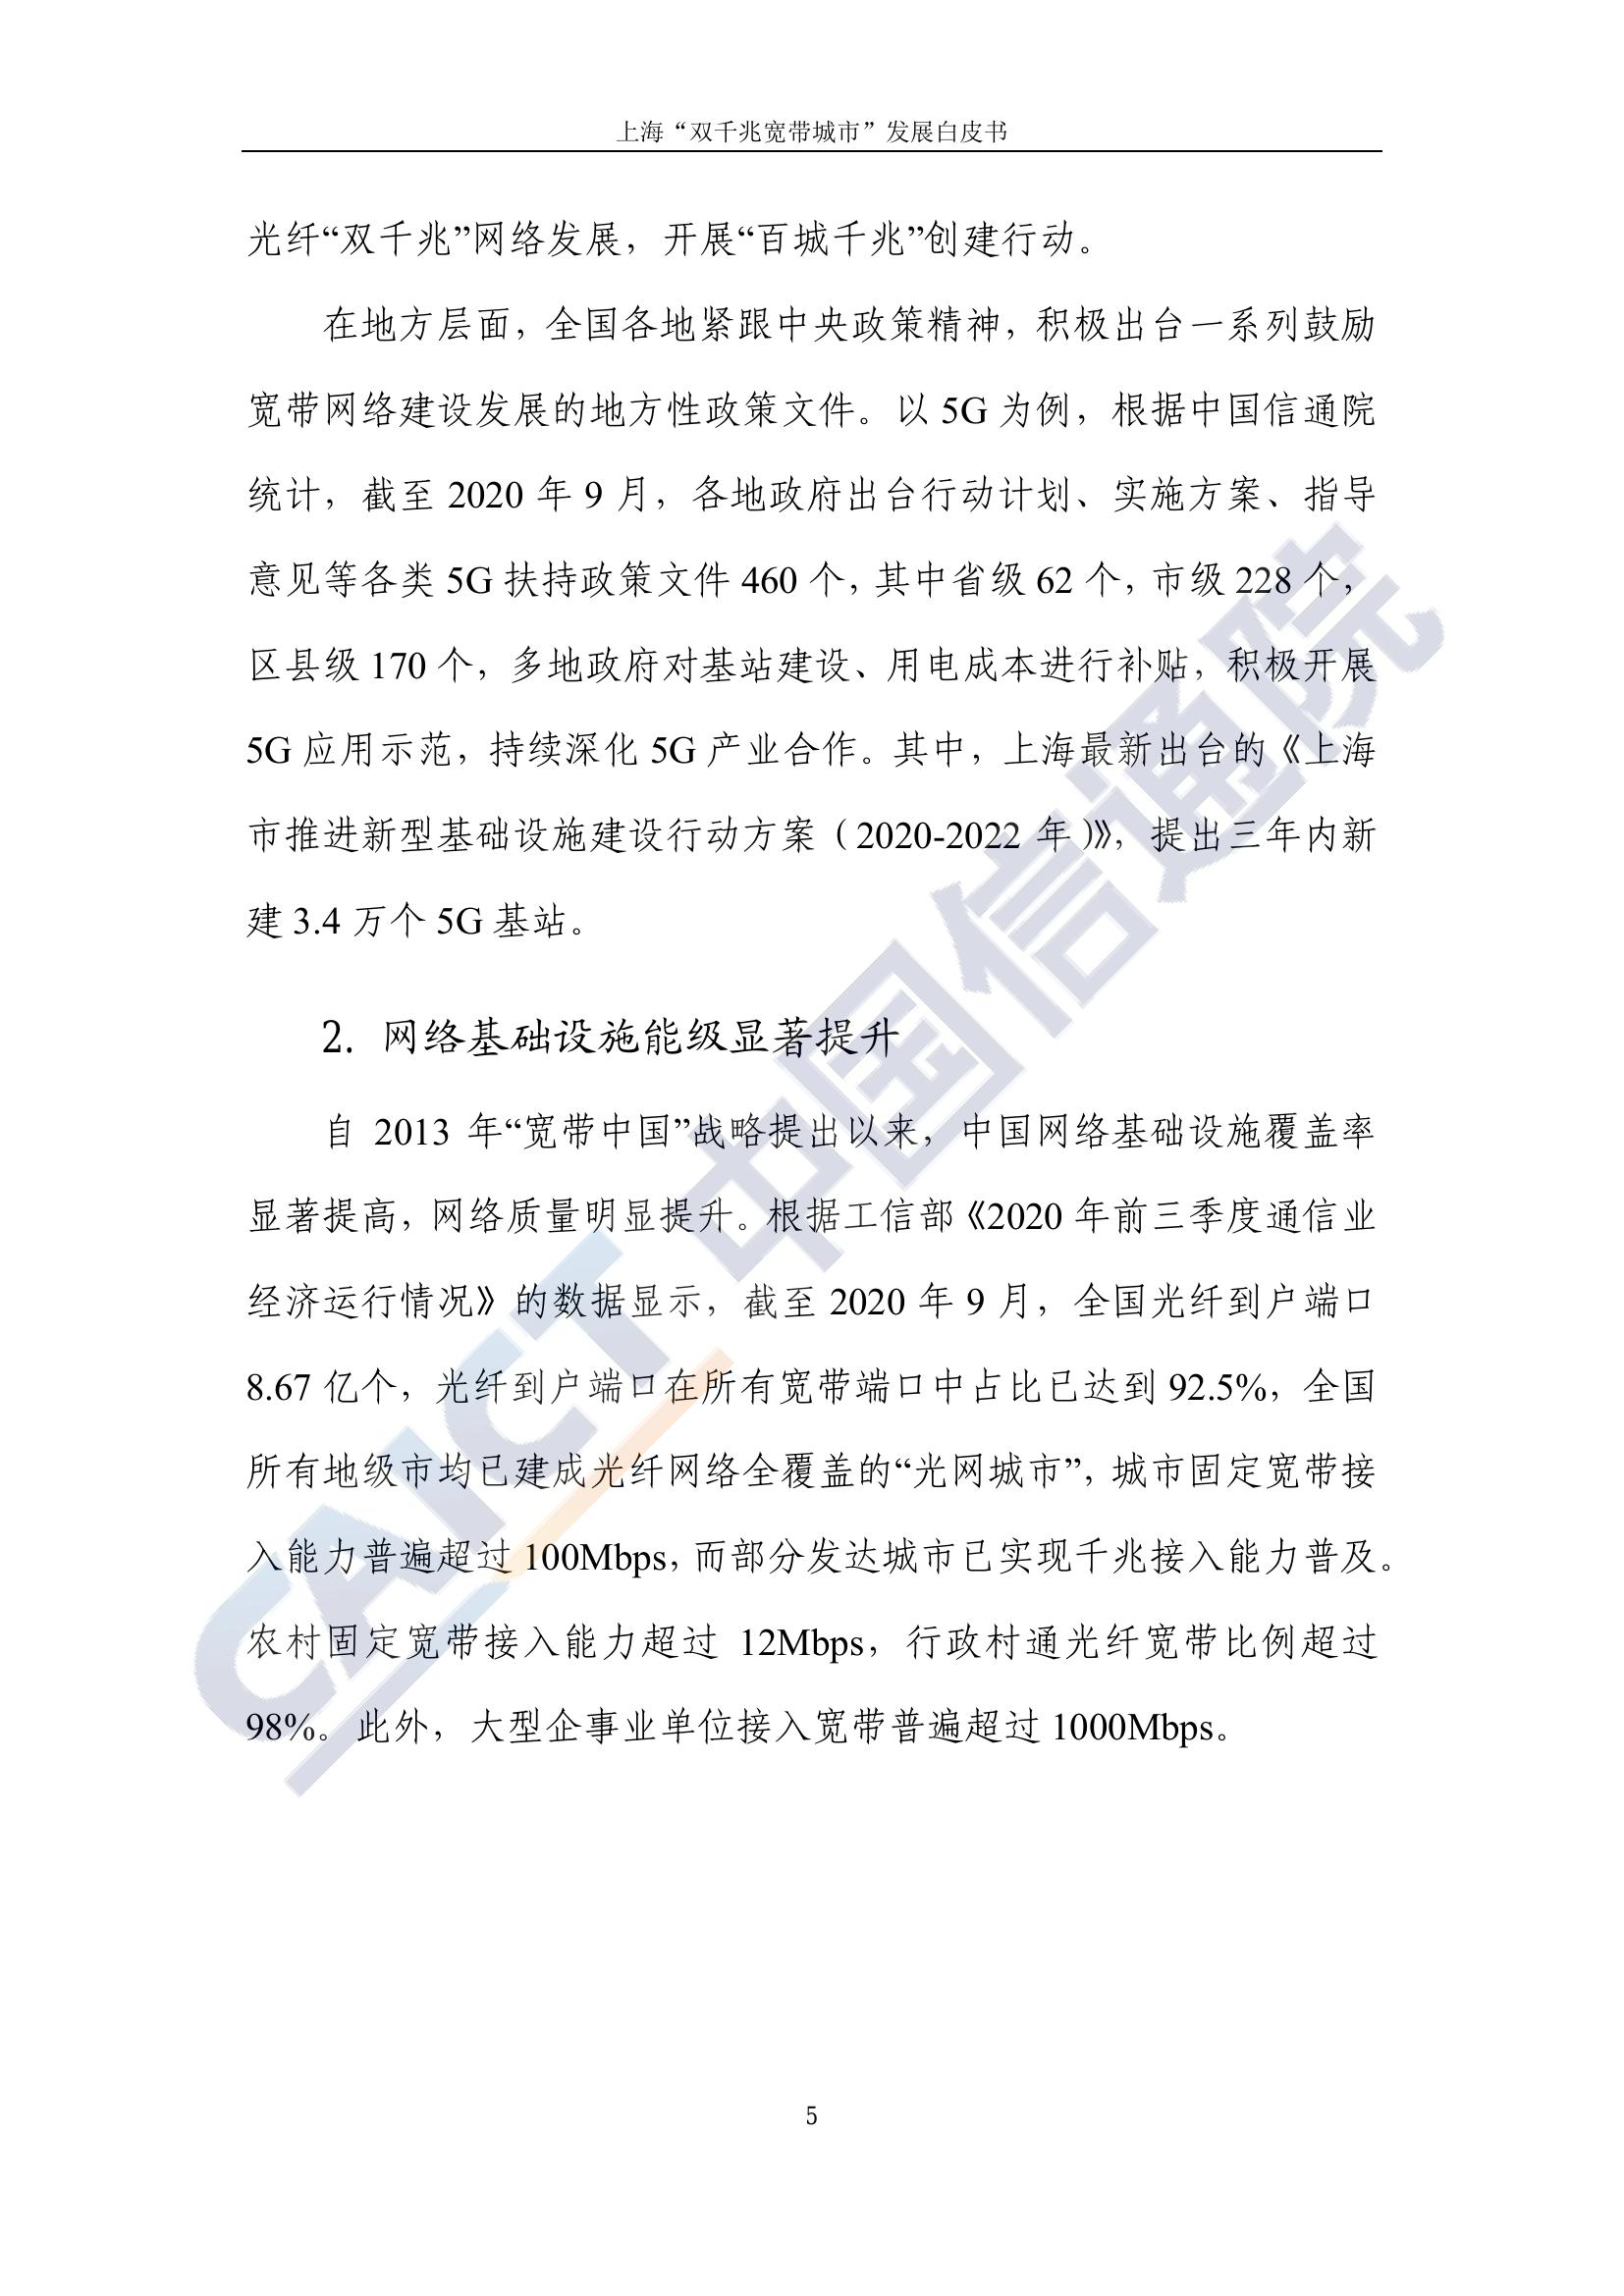 上海“双千兆宽带城市”发展白皮书
光纤“双千兆”网络发展，开展“百城千兆”创建行动。
在地方层面，全国各地紧跟中央政策精神，积极出台一系列鼓励
宽带网络建设发展的地方性政策文件。以 5G 为例，根据中国信通院
统计，截至 2020 年 9 月，各地政府出台行动计划、实施方案、指导
意见等各类 5G 扶持政策文件 460 个，其中省级 62 个，市级 228 个，
区县级 170 个，多地政府对基站建设、用电成本进行补贴，积极开展
5G 应用示范，持续深化 5G 产业合作。其中，上海最新出台的《上海
市推进新型基础设施建设行动方案（2020-2022 年）》，提出三年内新
建 3.4 万个 5G 基站。
2. 网络基础设施能级显著提升
自 2013 年“宽带中国”战略提出以来，中国网络基础设施覆盖率
显著提高，网络质量明显提升。根据工信部《2020 年前三季度通信业
经济运行情况》的数据显示，截至 2020 年 9 月，全国光纤到户端口
8.67 亿个，光纤到户端口在所有宽带端口中占比已达到 92.5%，全国
所有地级市均已建成光纤网络全覆盖的“光网城市”，城市固定宽带接
入能力普遍超过 100Mbps，而部分发达城市已实现千兆接入能力普及。
农村固定宽带接入能力超过 12Mbps，行政村通光纤宽带比例超过
98%。此外，大型企事业单位接入宽带普遍超过 1000Mbps。
CAICT 中国信通院
5